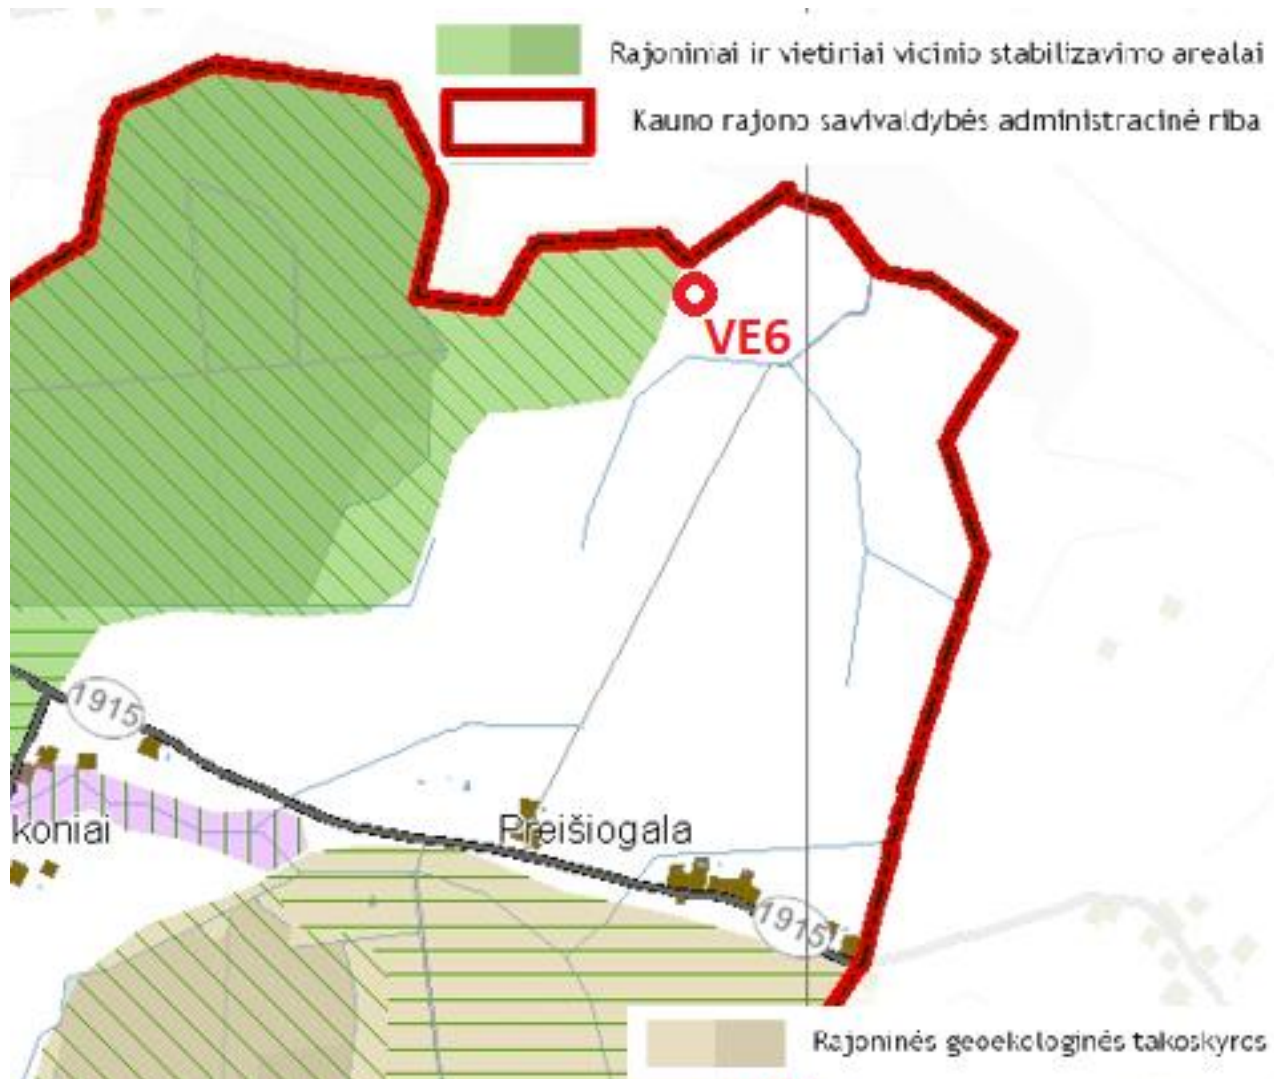 Rajoniniai ir vietiniai vidinio stabilizavimo arealai
Kauno rajono savivaldybės administracinė riba
VE6
1915
koniai
Preišiogala
1915
Rajoninės geoekologinės takoskyros